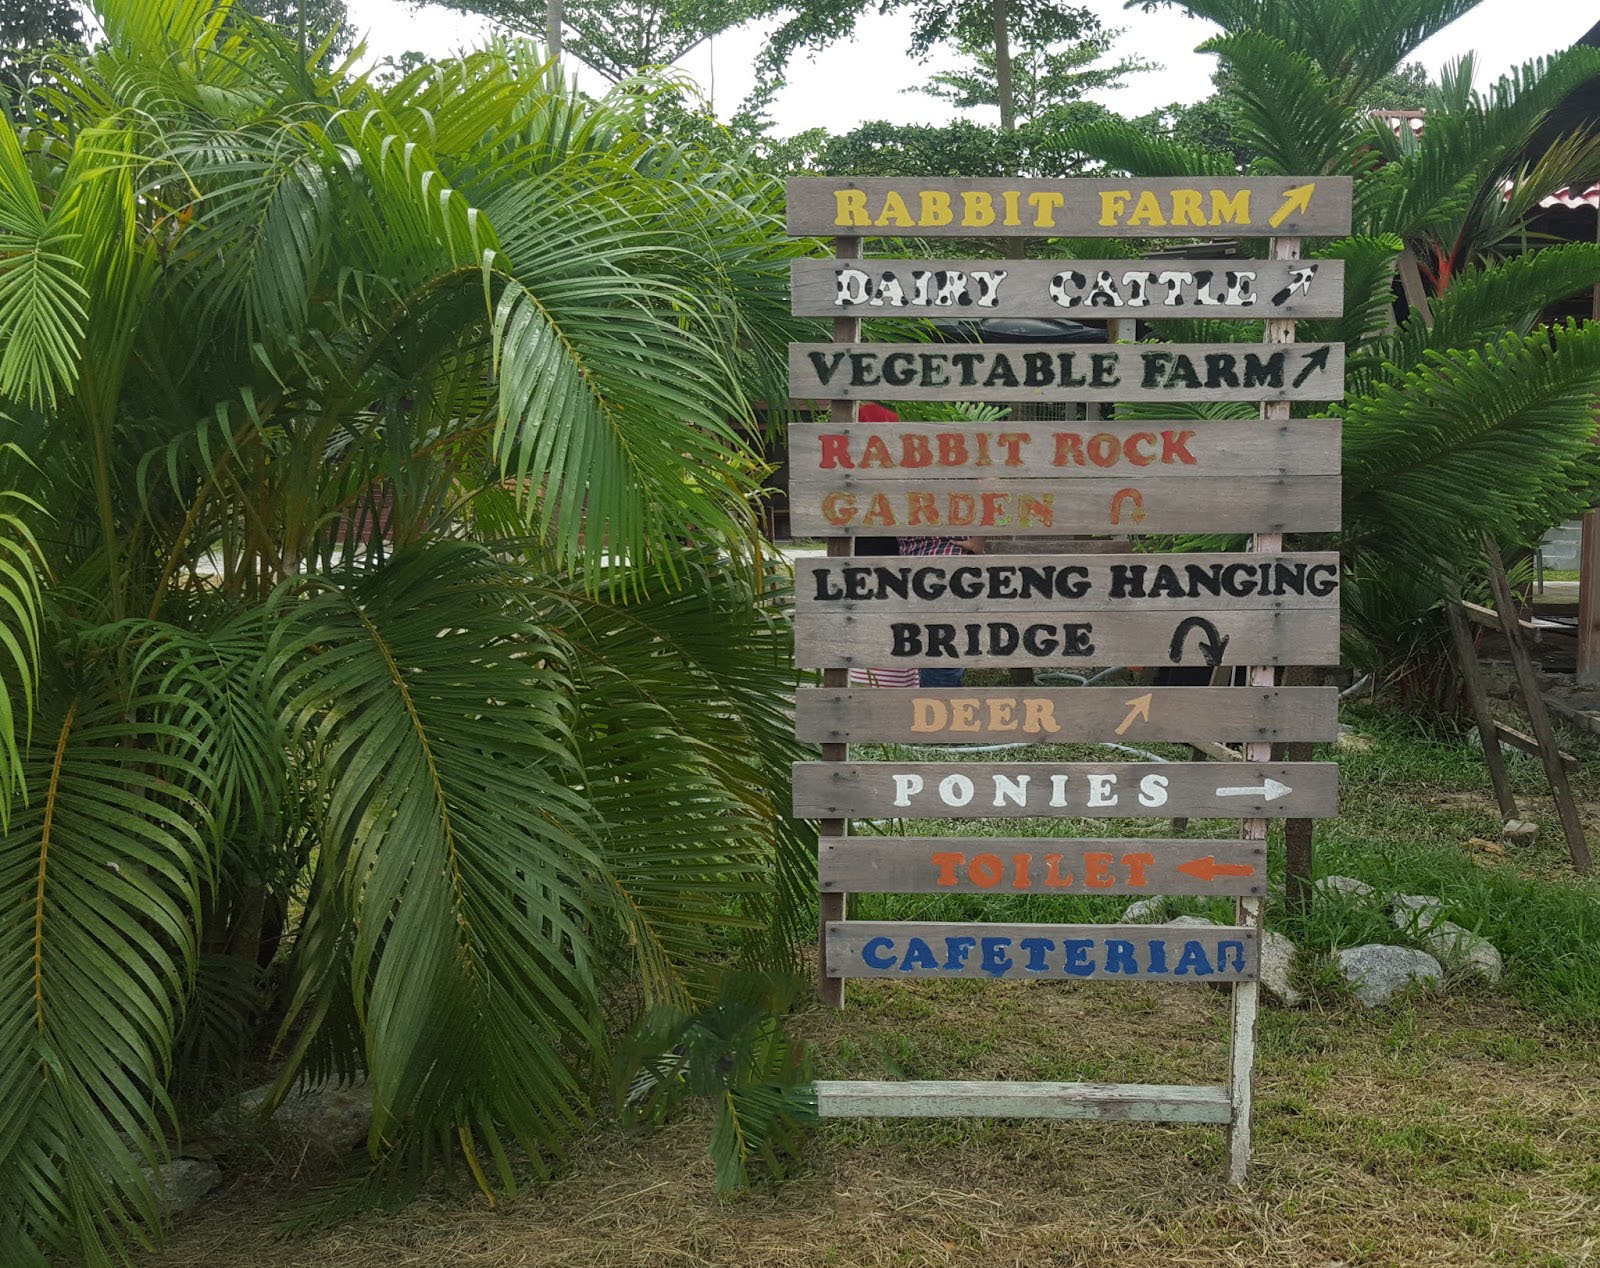 RABBIT FARM
DAIRY CATTLE
VEGETABLE FARM
RABBIT ROCK
GARDEN
LENGGENG HANGING
BRIDGE
DEER
PONIES
TOILET
CAFETERIA